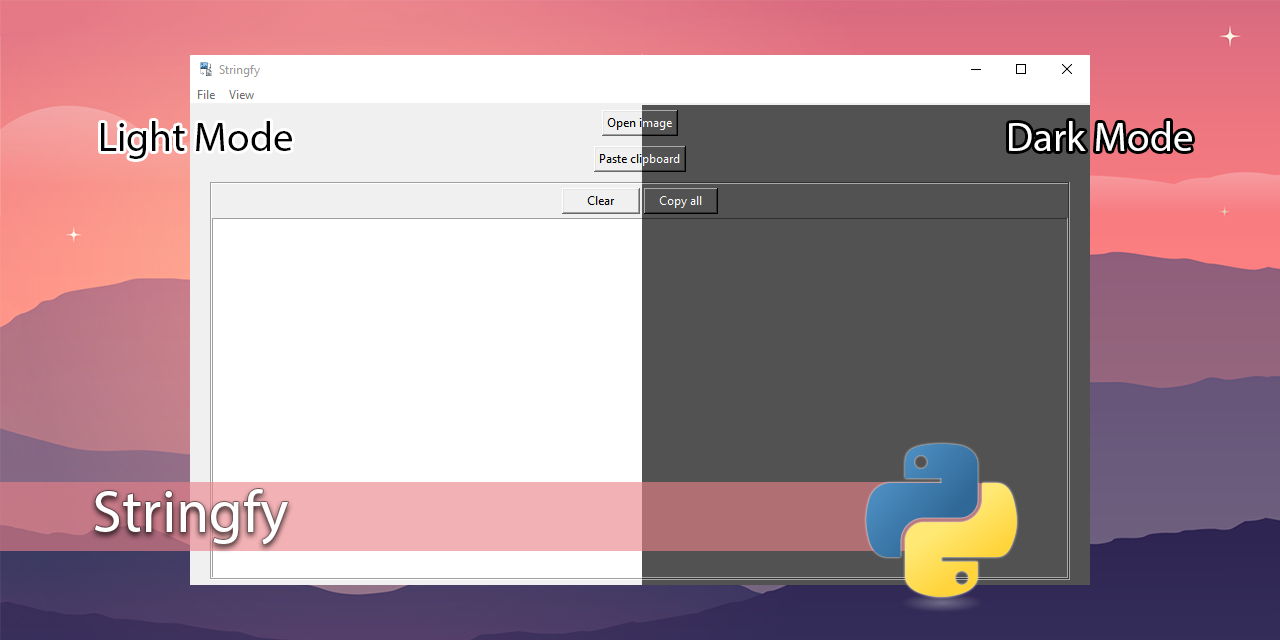 Stringfy
File View
Open image
Light Mode
Dark Mode
Paste clipboard
Clear
Copy all
Stringfy